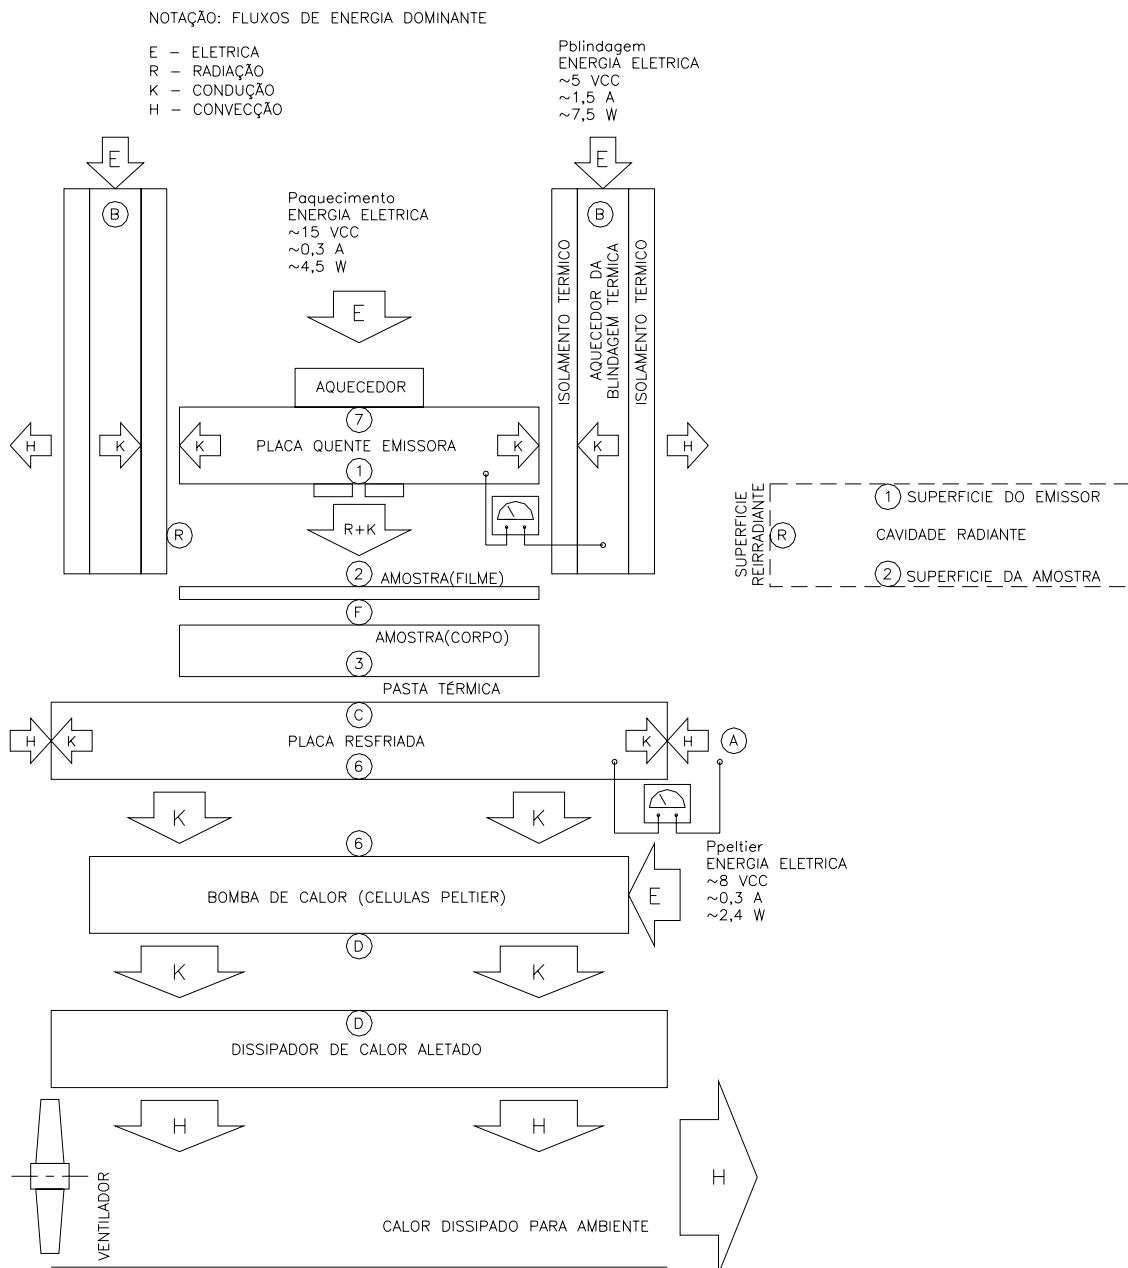 NOTAÇÃO: FLUXOS DE ENERGIA DOMINANTE
E - ELETRICA
R - RADIAÇÃO
K - CONDUÇÃO
H - CONVECÇÃO
Pblindagem
ENERGIA ELETRICA
~5 VCC
~1,5 A
~7,5 W
E
E
B
B
Paquecimento
ENERGIA ELETRICA
~15 VCC
~0,3 A
~4,5 W
E
ISOLAMENTO TERMICO
AQUECEDOR DA
BLINDAGEM TERMICA
ISOLAMENTO TERMICO
AQUECEDOR
7
H
K
K
PLACA QUENTE EMISSORA
K
K
H
1
R+K
R
SUPERFICIE
REIRRADIANTE
R
1 SUPERFICIE DO EMISSOR
CAVIDADE RADIANTE
2 SUPERFICIE DA AMOSTRA
2 AMOSTRA(FILME)
F
AMOSTRA(CORPO)
3
PASTA TÉRMICA
C
H
K
PLACA RESFRIADA
K
H
A
6
K
K
6
Ppeltier
ENERGIA ELETRICA
~8 VCC
~0,3 A
~2,4 W
BOMBA DE CALOR (CELULAS PELTIER)
E
D
K
K
D
DISSIPADOR DE CALOR ALETADO
H
H
H
VENTILADOR
CALOR DISSIPADO PARA AMBIENTE